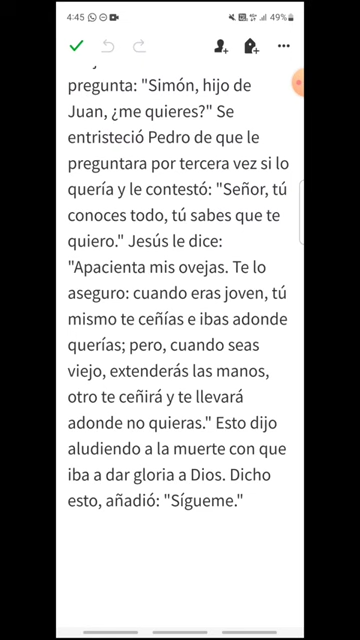 4:45
49%
pregunta: "Simón, hijo de
Juan, ¿me quieres?" Se
entristeció Pedro de que le
preguntara por tercera vez si lo
quería y le contestó: "Señor, tú
conoces todo, tú sabes que te
quiero." Jesús le dice:
"Apacienta mis ovejas. Te lo
aseguro: cuando eras joven, tú
mismo te ceñías e ibas adonde
querías; pero, cuando seas
viejo, extenderás las manos,
otro te ceñirá y te llevará
adonde no quieras." Esto dijo
aludiendo a la muerte con que
iba a dar gloria a Dios. Dicho
esto, añadió: "Sígueme."